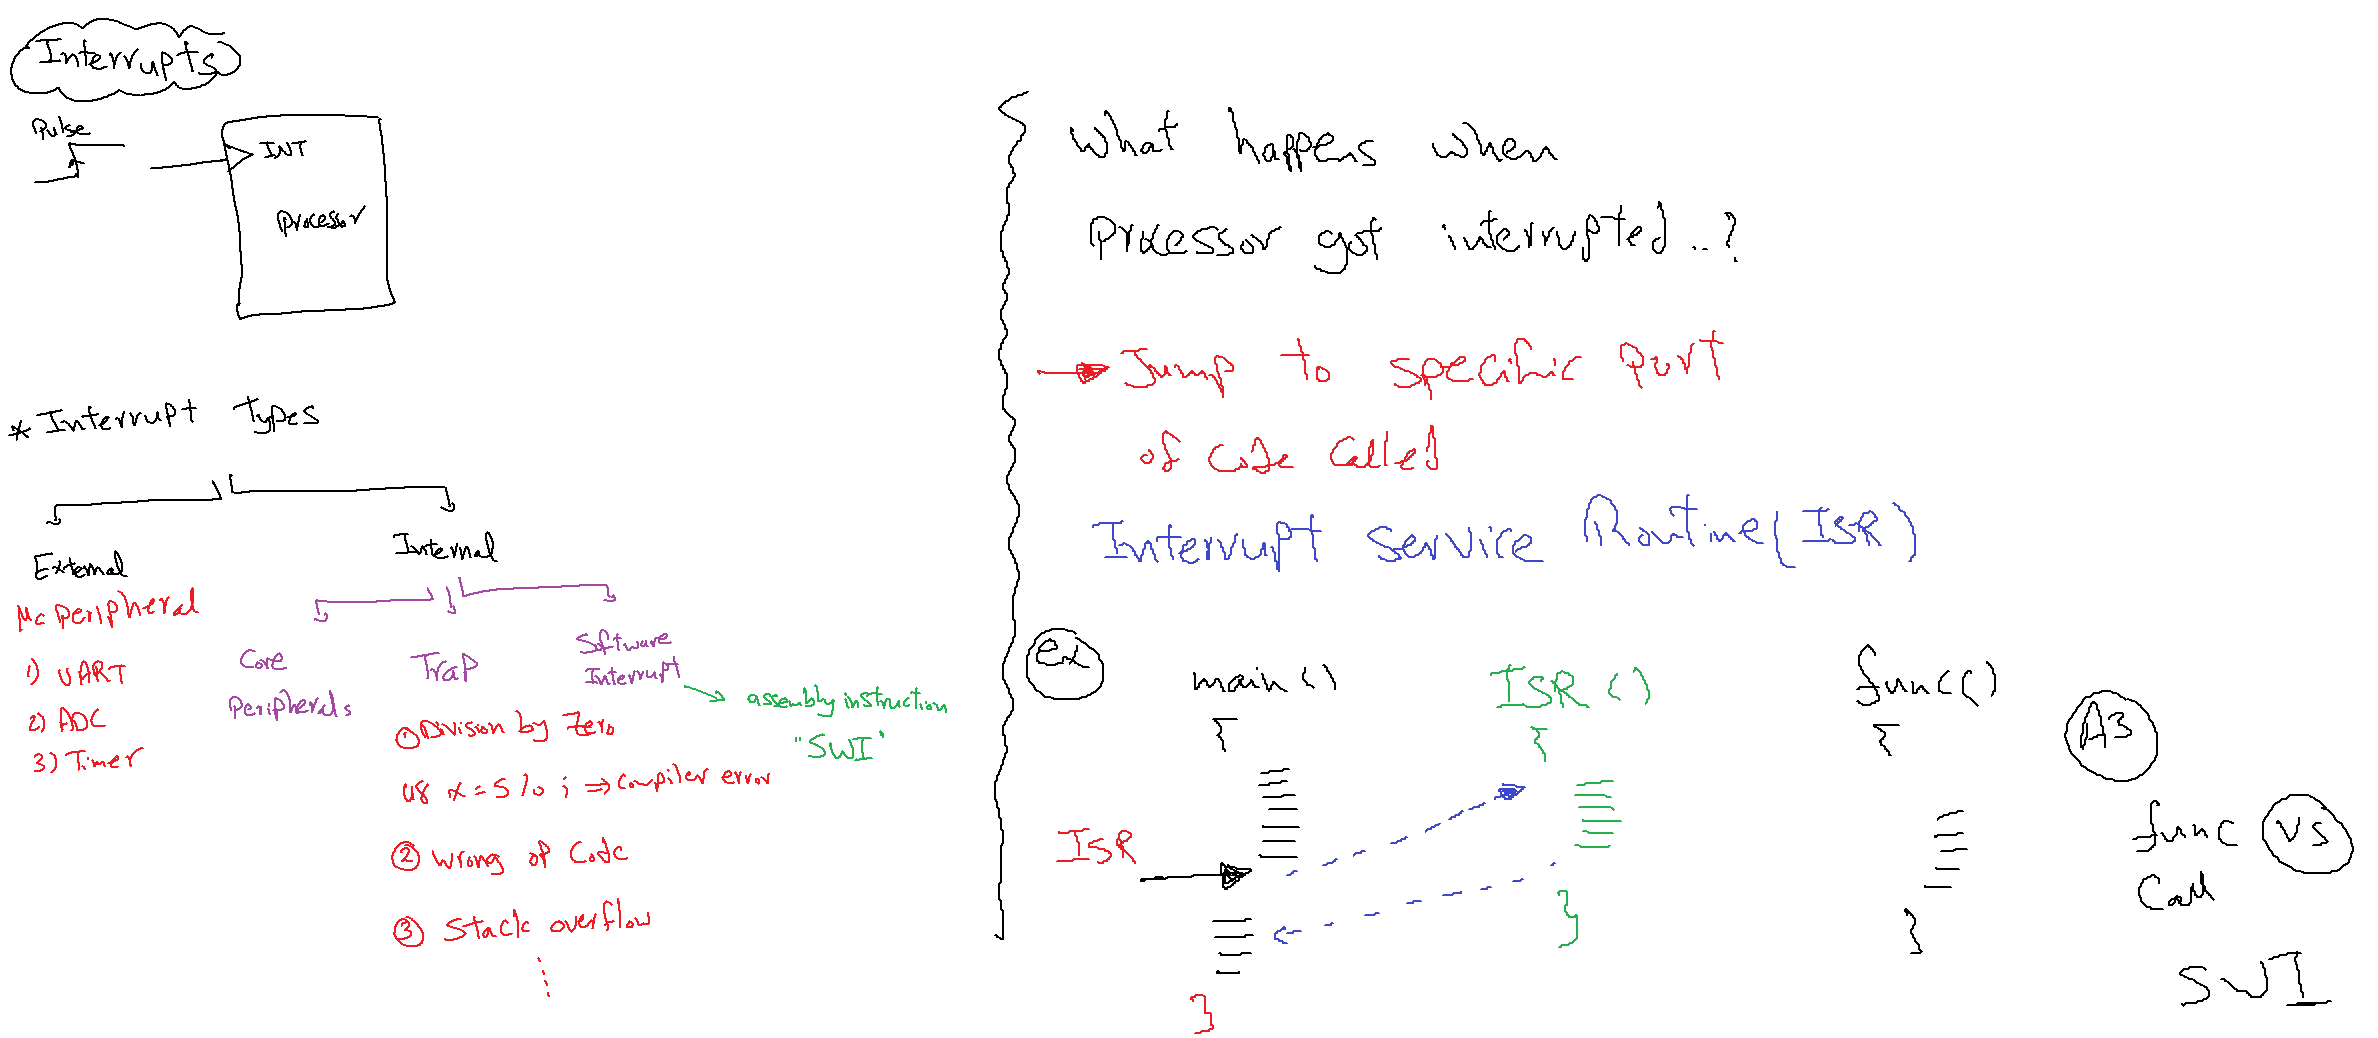 Interrupts
Pulse
INT
Processor
* Interrupt Types
External
Internal
μc Peripheral
1) UART
2) ADC
3) Timer
Core
Peripherals
Trap
Software
Interrupt
assembly instruction
"SWI"
① Division by Zero
u8 x = 5/0 ; ⇒ Compiler error
② Wrong op Code
③ Stack overflow
What happens when
Processor got interrupted..?
→ Jump to specific Part
of Code Called
Interrupt Service Routine (ISR)
ex
main()
{
ISR
}
ISR()
{
}
func()
{
}
A3
func VS
Call
SWI